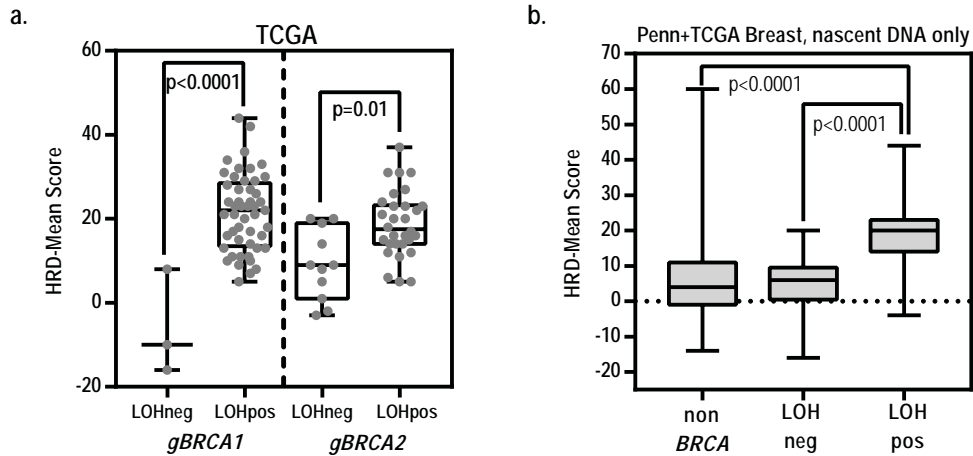 a.
TCGA
HRD-Mean Score
60
40
20
0
-20
p<0.0001
p=0.01
LOHneg
LOHpos
LOHneg
LOHpos
gBRCA1
gBRCA2
b.
Penn+TCGA Breast, nascent DNA only
HRD-Mean Score
70
60
50
40
30
20
10
0
-10
-20
p<0.0001
p<0.0001
non
BRCA
LOH
neg
LOH
pos